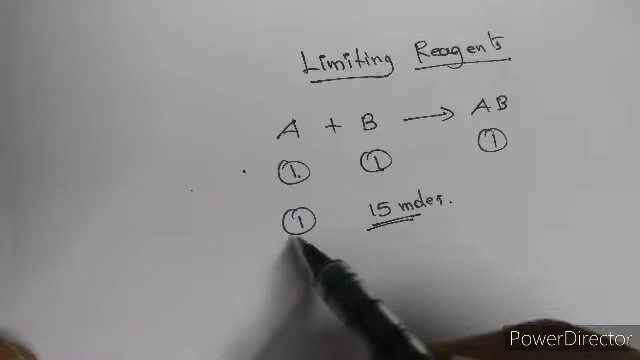 Limiting Reagents
A + B → AB
1. 1 1
1 15 moles.
PowerDirector